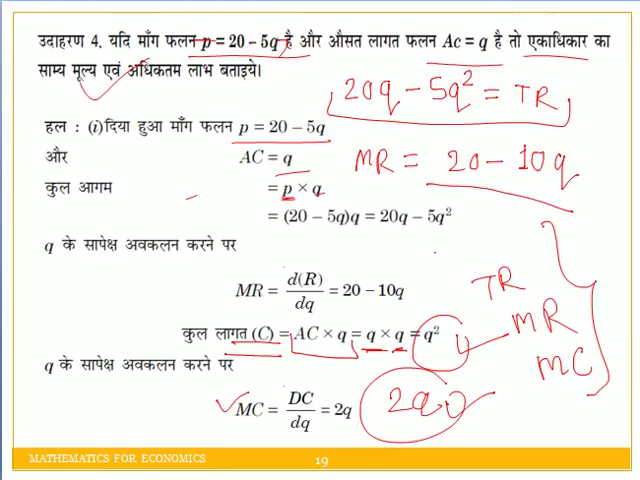 उदाहरण 4. यदि माँग फलन p = 20 – 5q है और औसत लागत फलन Ac = q है तो एकाधिकार का
साम्य मूल्य एवं अधिकतम लाभ बताइये।
20q – 5q² = TR
हल : (i) दिया हुआ माँग फलन p = 20 – 5q
और AC = q
MR = 20 – 10q
कुल आगम = p × q
= (20 – 5q)q = 20q – 5q²
q के सापेक्ष अवकलन करने पर
MR = d(R)/dq = 20 – 10q
TR
MR
MC
कुल लागत (C) = AC × q = q × q = q²
q के सापेक्ष अवकलन करने पर
MC = DC/dq = 2q
2q
MATHEMATICS FOR ECONOMICS 19